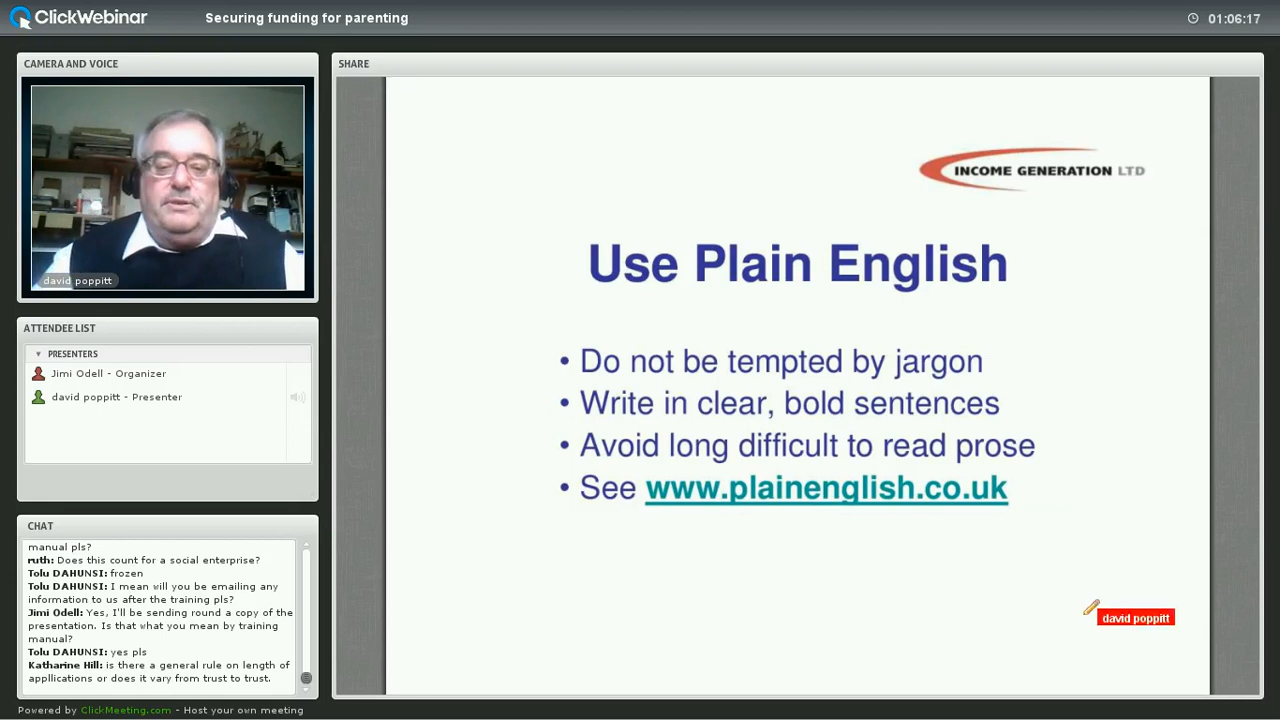 ClickWebinar
Securing funding for parenting
01:06:17
CAMERA AND VOICE
david poppitt
ATTENDEE LIST
PRESENTERS
Jimi Odell - Organizer
david poppitt - Presenter
CHAT
manual pls?
ruth: Does this count for a social enterprise?
Tolu DAHUNSI: frozen
Tolu DAHUNSI: I mean will you be emailing any
information to us after the training pls?
Jimi Odell: Yes, I'll be sending round a copy of the
presentation. Is that what you mean by training
manual?
Tolu DAHUNSI: yes pls
Katharine Hill: is there a general rule on length of
appllications or does it vary from trust to trust.
SHARE
INCOME GENERATION LTD
Use Plain English
• Do not be tempted by jargon
• Write in clear, bold sentences
• Avoid long difficult to read prose
• See www.plainenglish.co.uk
david poppitt
Powered by ClickMeeting.com - Host your own meeting